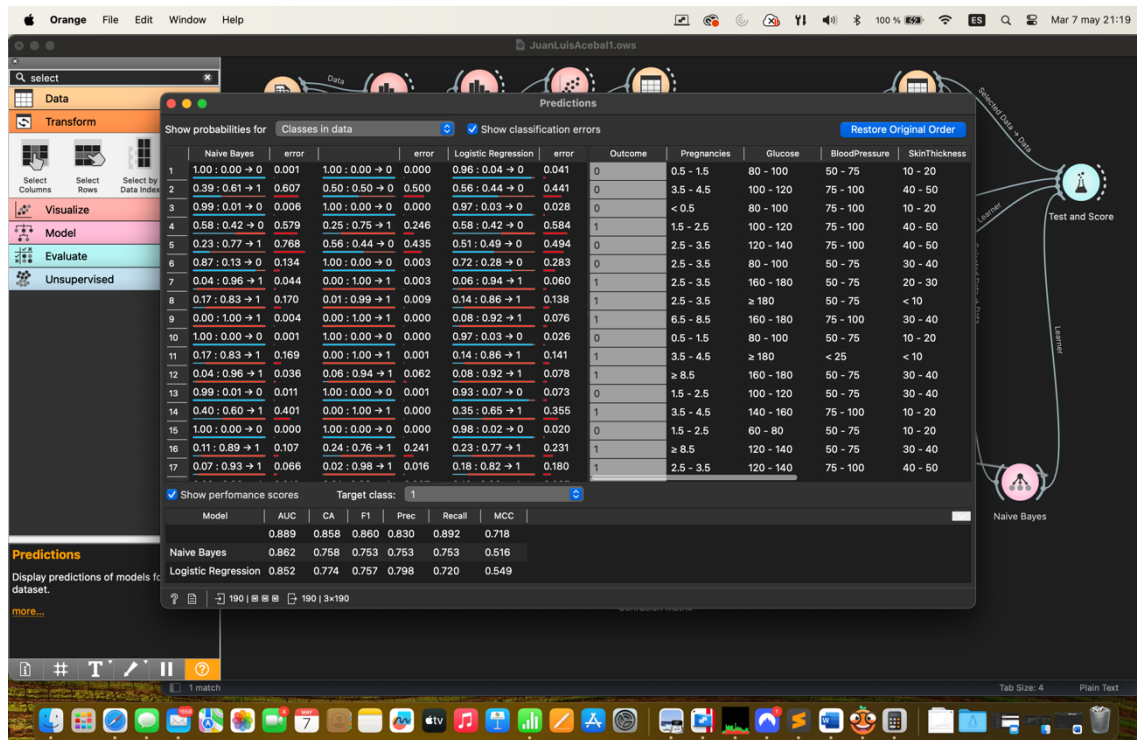 Orange File Edit Window Help 100 % ES Mar 7 may 21:19
JuanLuisAcebal1.ows
select
Data
Data
Selected Data → Data
Predictions
Transform
Show probabilities for Classes in data Show classification errors Restore Original Order
Naive Bayes error error Logistic Regression error Outcome Pregnancies Glucose BloodPressure SkinThickness
1 1.00 : 0.00 → 0 0.001 1.00 : 0.00 → 0 0.000 0.96 : 0.04 → 0 0.041 0 0.5 - 1.5 80 - 100 50 - 75 10 - 20
2 0.39 : 0.61 → 1 0.607 0.50 : 0.50 → 0 0.500 0.56 : 0.44 → 0 0.441 0 3.5 - 4.5 100 - 120 75 - 100 40 - 50
3 0.99 : 0.01 → 0 0.006 1.00 : 0.00 → 0 0.000 0.97 : 0.03 → 0 0.028 0 < 0.5 80 - 100 75 - 100 10 - 20
4 0.58 : 0.42 → 0 0.579 0.25 : 0.75 → 1 0.246 0.58 : 0.42 → 0 0.584 1 1.5 - 2.5 100 - 120 75 - 100 40 - 50
5 0.23 : 0.77 → 1 0.768 0.56 : 0.44 → 0 0.435 0.51 : 0.49 → 0 0.494 0 2.5 - 3.5 120 - 140 75 - 100 40 - 50
6 0.87 : 0.13 → 0 0.134 1.00 : 0.00 → 0 0.003 0.72 : 0.28 → 0 0.283 0 2.5 - 3.5 80 - 100 50 - 75 30 - 40
7 0.04 : 0.96 → 1 0.044 0.00 : 1.00 → 1 0.003 0.06 : 0.94 → 1 0.060 1 2.5 - 3.5 160 - 180 50 - 75 20 - 30
8 0.17 : 0.83 → 1 0.170 0.01 : 0.99 → 1 0.009 0.14 : 0.86 → 1 0.138 1 2.5 - 3.5 ≥ 180 50 - 75 < 10
9 0.00 : 1.00 → 1 0.004 0.00 : 1.00 → 1 0.000 0.08 : 0.92 → 1 0.076 1 6.5 - 8.5 160 - 180 75 - 100 30 - 40
10 1.00 : 0.00 → 0 0.001 1.00 : 0.00 → 0 0.000 0.97 : 0.03 → 0 0.026 0 0.5 - 1.5 80 - 100 50 - 75 10 - 20
11 0.17 : 0.83 → 1 0.169 0.00 : 1.00 → 1 0.001 0.14 : 0.86 → 1 0.141 1 3.5 - 4.5 ≥ 180 < 25 < 10
12 0.04 : 0.96 → 1 0.036 0.06 : 0.94 → 1 0.062 0.08 : 0.92 → 1 0.078 1 ≥ 8.5 160 - 180 50 - 75 30 - 40
13 0.99 : 0.01 → 0 0.011 1.00 : 0.00 → 0 0.001 0.93 : 0.07 → 0 0.073 0 1.5 - 2.5 100 - 120 50 - 75 30 - 40
14 0.40 : 0.60 → 1 0.401 0.00 : 1.00 → 1 0.000 0.35 : 0.65 → 1 0.355 1 3.5 - 4.5 140 - 160 75 - 100 10 - 20
15 1.00 : 0.00 → 0 0.000 1.00 : 0.00 → 0 0.000 0.98 : 0.02 → 0 0.020 0 1.5 - 2.5 60 - 80 50 - 75 10 - 20
16 0.11 : 0.89 → 1 0.107 0.24 : 0.76 → 1 0.241 0.23 : 0.77 → 1 0.231 1 ≥ 8.5 120 - 140 50 - 75 30 - 40
17 0.07 : 0.93 → 1 0.066 0.02 : 0.98 → 1 0.016 0.18 : 0.82 → 1 0.180 1 2.5 - 3.5 120 - 140 75 - 100 40 - 50
Select Columns
Select Rows
Select by Data Index
Visualize
Model
Evaluate
Unsupervised
Test and Score
Learner
Learner
Show perfomance scores Target class: 1
Model AUC CA F1 Prec Recall MCC
0.889 0.858 0.860 0.830 0.892 0.718
Naive Bayes 0.862 0.758 0.753 0.753 0.753 0.516
Logistic Regression 0.852 0.774 0.757 0.798 0.720 0.549
190 190 | 3×190
Naive Bayes
Predictions
Display predictions of models fo
dataset.
more...
Confusion Matrix
1 match Tab Size: 4 Plain Text
MAY
7
tv